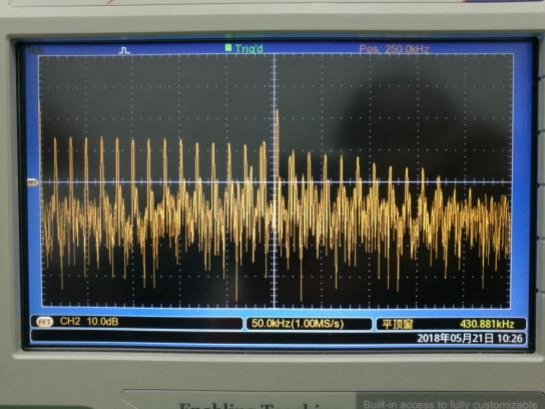 Trig'd
Pos: 250.0kHz
CH2 10.0dB
50.0kHz(1.00MS/s)
平顶窗
430.881kHz
2018年05月21日 10:26
Built-in access to fully customizable